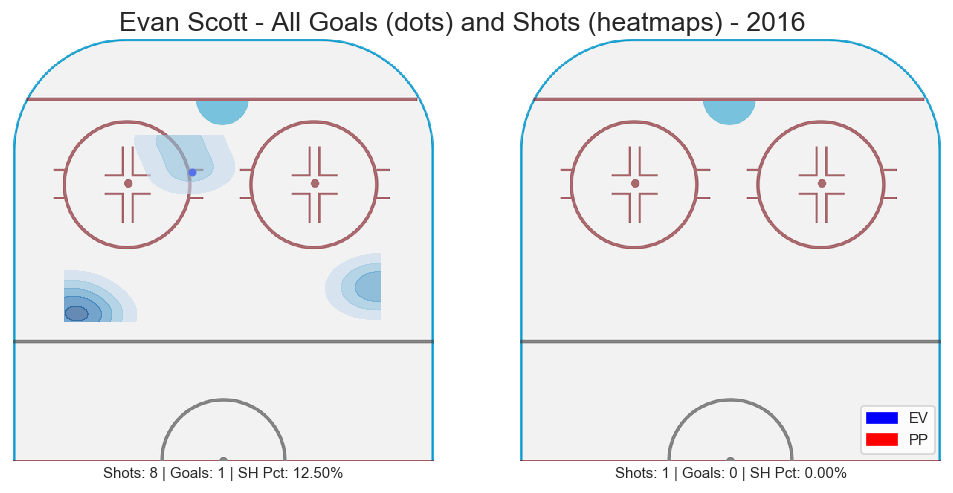 Evan Scott - All Goals (dots) and Shots (heatmaps) - 2016
EV
PP
Shots: 8 | Goals: 1 | SH Pct: 12.50%
Shots: 1 | Goals: 0 | SH Pct: 0.00%